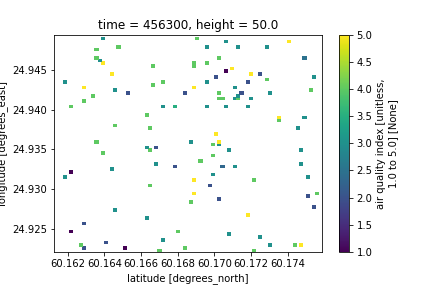 time = 456300, height = 50.0
24.945
24.940
24.935
24.930
24.925
longitude [degrees_east]
60.162 60.164 60.166 60.168 60.170 60.172 60.174
latitude [degrees_north]
5.0
4.5
4.0
3.5
3.0
2.5
2.0
1.5
1.0
air quality index [unitless,
1.0 to 5.0] [None]